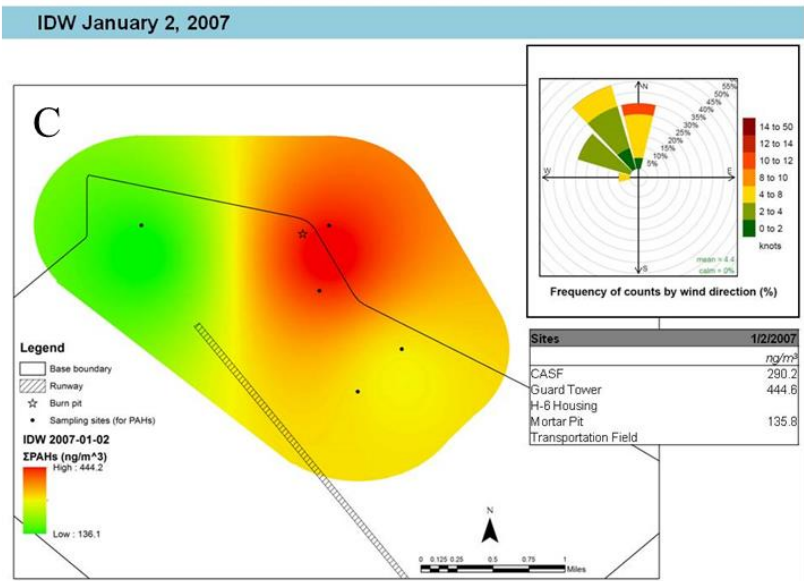 IDW January 2, 2007
C
N
55%
50%
45%
40%
35%
30%
25%
20%
15%
10%
5%
W
E
S
14 to 50
12 to 14
10 to 12
8 to 10
4 to 8
2 to 4
0 to 2
knots
mean = 4.4
calm = 0%
Frequency of counts by wind direction (%)
Sites 1/2/2007
ng/m³
CASF 290.2
Guard Tower 444.6
H-6 Housing
Mortar Pit 135.8
Transportation Field
Legend
Base boundary
Runway
Burn pit
Sampling sites (for PAHs)
IDW 2007-01-02
ΣPAHs (ng/m^3)
High : 444.2
Low : 136.1
N
0 0.125 0.25 0.5 0.75 1
Miles